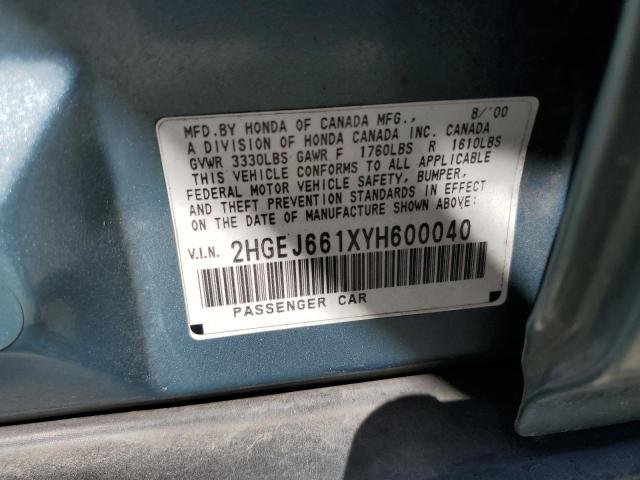 MFD.BY HONDA OF CANADA MFG., 8/'00
A DIVISION OF HONDA CANADA INC. CANADA
GVWR 3330LBS GAWR F 1760LBS R 1610LBS
THIS VEHICLE CONFORMS TO ALL APPLICABLE
FEDERAL MOTOR VEHICLE SAFETY, BUMPER,
AND THEFT PREVENTION STANDARDS IN EFFECT
ON THE DATE OF MANUFACTURE SHOWN ABOVE:
V.I.N. 2HGEJ661XYH600040
PASSENGER CAR